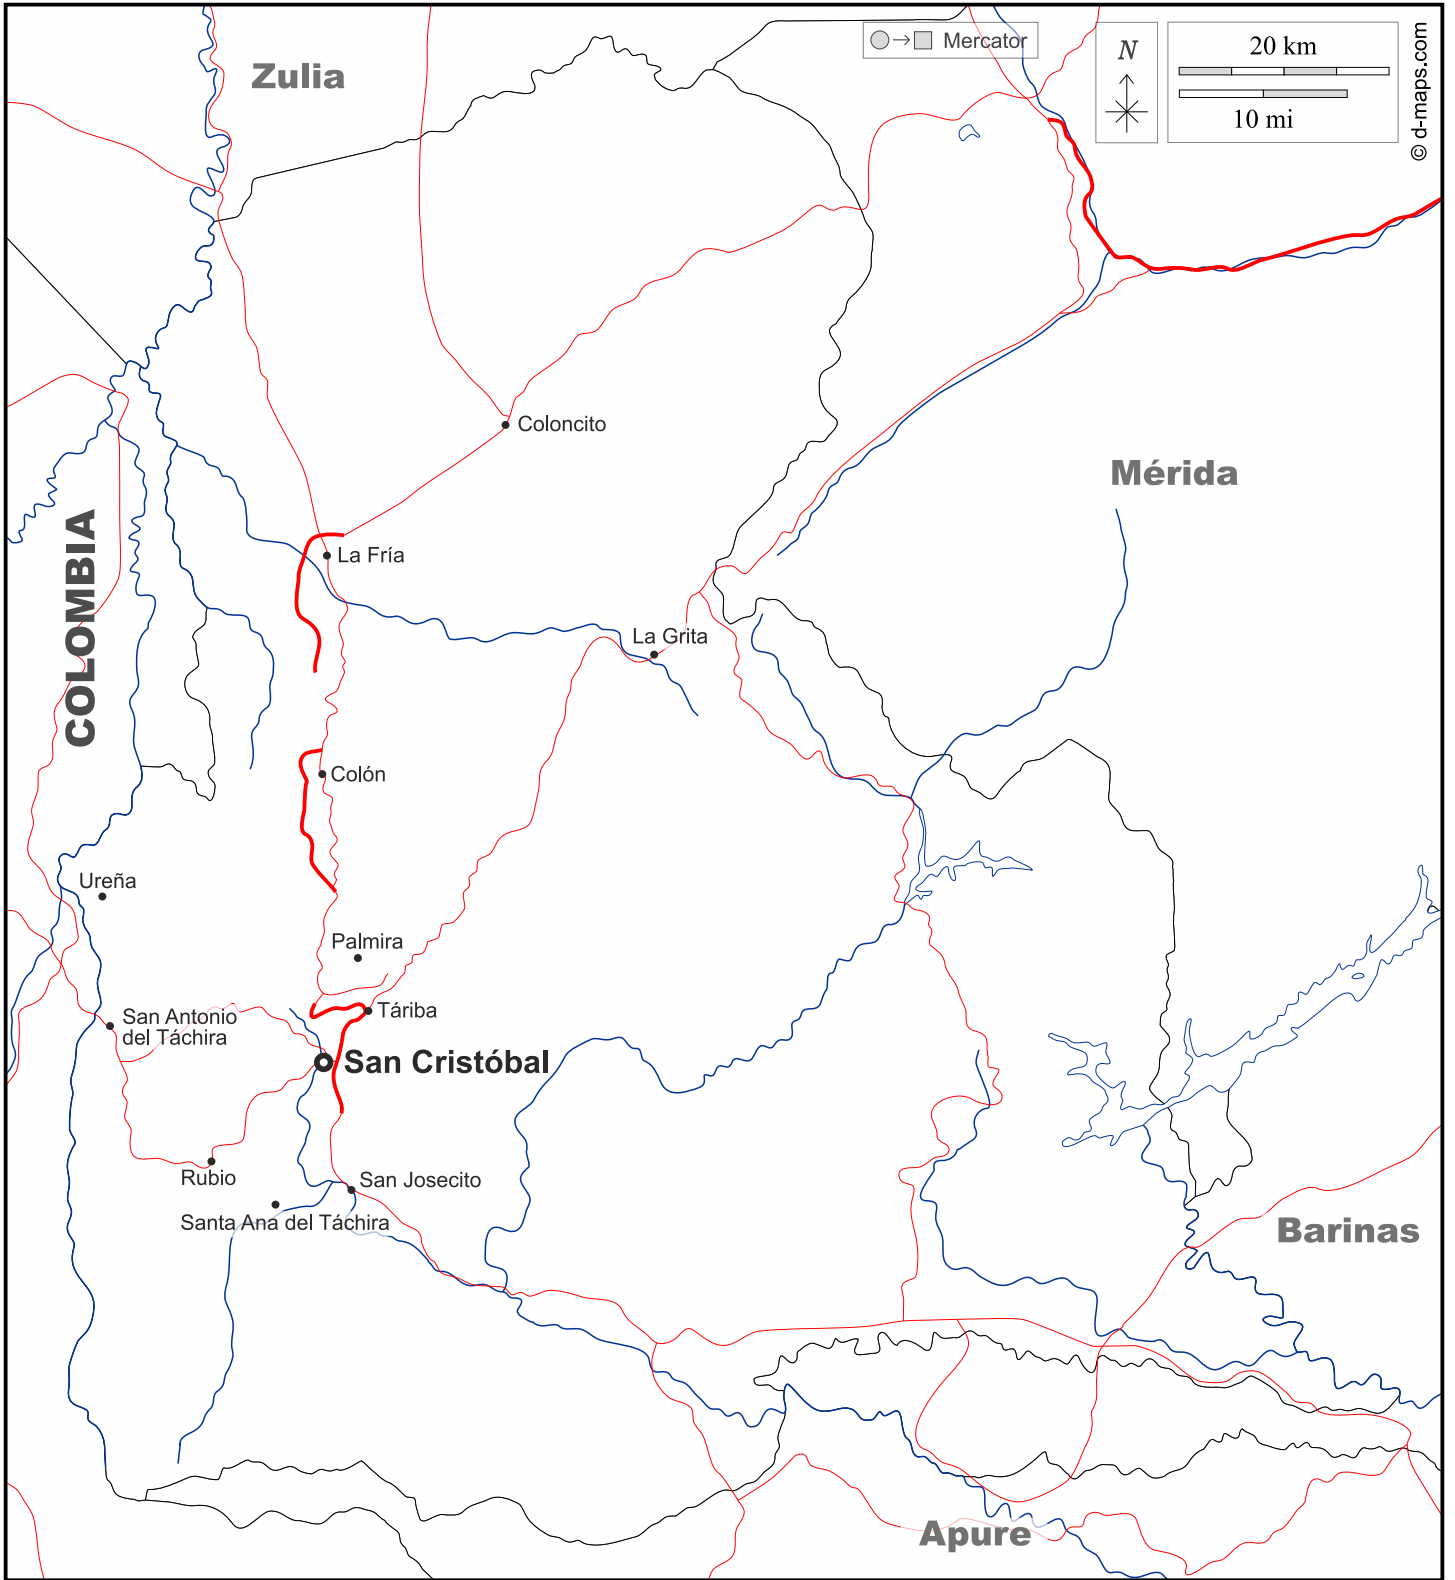 Zulia
Mercator
N
20 km
10 mi
© d-maps.com
Coloncito
Mérida
COLOMBIA
La Fría
La Grita
Colón
Ureña
Palmira
Táriba
San Antonio
del Táchira
San Cristóbal
Rubio
San Josecito
Santa Ana del Táchira
Barinas
Apure